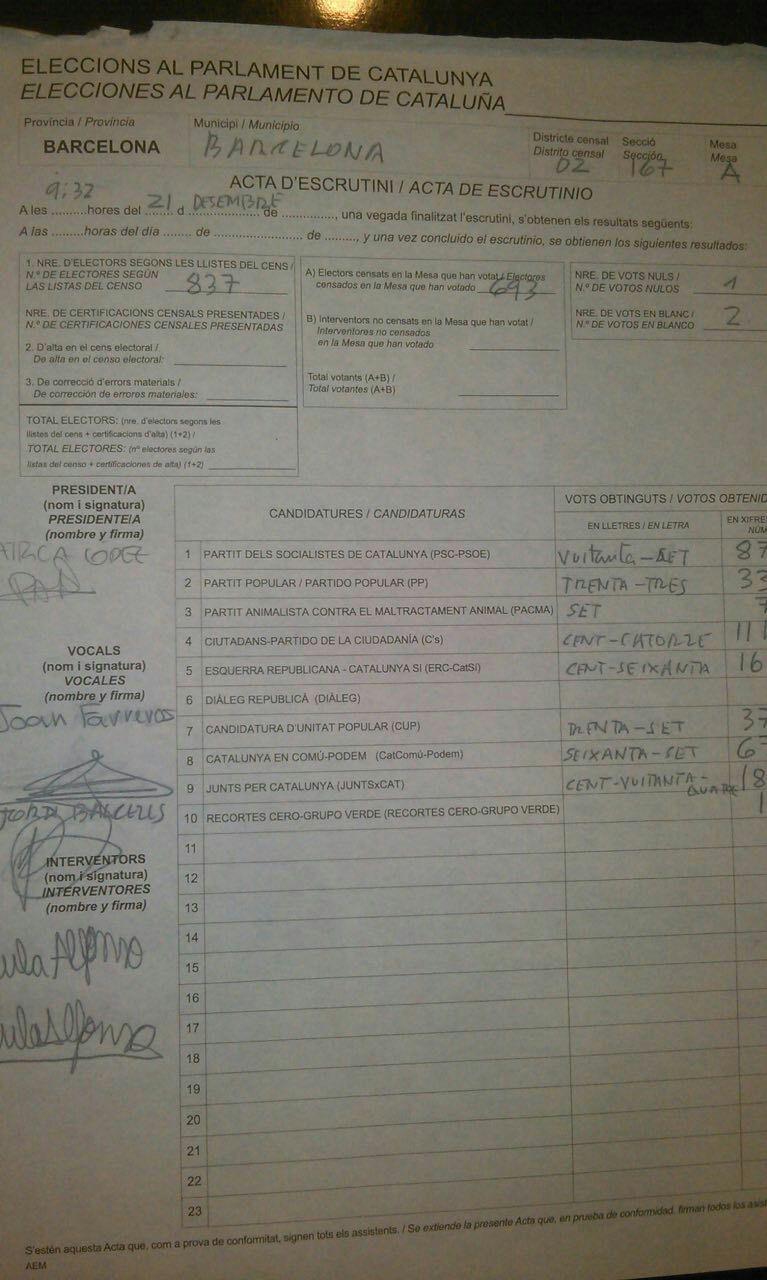 ELECCIONS AL PARLAMENT DE CATALUNYA
ELECCIONES AL PARLAMENTO DE CATALUÑA
Província / Provincia
BARCELONA
Municipi / Municipio
BARCELONA
Districte censal
Distrito censal
02
Secció
Sección
167
Mesa
Mesa
A
ACTA D'ESCRUTINI / ACTA DE ESCRUTINIO
9:32 21 DESEMBRE
A les .........hores del ........ d .................. de .............., una vegada finalitzat l'escrutini, s'obtenen els resultats següents:
A las .........horas del día ........ de ........................ de ........, y una vez concluido el escrutinio, se obtienen los siguientes resultados:
1. NRE. D'ELECTORS SEGONS LES LLISTES DEL CENS /
N.º DE ELECTORES SEGÚN
LAS LISTAS DEL CENSO 837
NRE. DE CERTIFICACIONS CENSALS PRESENTADES /
N.º DE CERTIFICACIONES CENSALES PRESENTADAS
2. D'alta en el cens electoral /
De alta en el censo electoral:
3. De correcció d'errors materials /
De corrección de errores materiales:
TOTAL ELECTORS: (nre. d'electors segons les
llistes del cens + certificacions d'alta) (1+2) /
TOTAL ELECTORES: (nº electores según las
listas del censo + certificaciones de alta) (1+2)
A) Electors censats en la Mesa que han votat / Electores
censados en la Mesa que han votado 693
B) Interventors no censats en la Mesa que han votat /
Interventores no censados
en la Mesa que han votado
Total votants (A+B) /
Total votantes (A+B)
NRE. DE VOTS NULS /
N.º DE VOTOS NULOS 1
NRE. DE VOTS EN BLANC /
N.º DE VOTOS EN BLANCO 2
PRESIDENT/A
(nom i signatura)
PRESIDENTE/A
(nombre y firma)
VOCALS
(nom i signatura)
VOCALES
(nombre y firma)
Joan Farreros
JORDI BALCELLS
INTERVENTORS
(nom i signatura)
INTERVENTORES
(nombre y firma)
ula Alfonso
CANDIDATURES / CANDIDATURAS
VOTS OBTINGUTS / VOTOS OBTENID
EN LLETRES / EN LETRA
EN XIFRE
NÚM
1 PARTIT DELS SOCIALISTES DE CATALUNYA (PSC-PSOE) Vuitanta-SET 87
2 PARTIT POPULAR / PARTIDO POPULAR (PP) TRENTA-TRES 33
3 PARTIT ANIMALISTA CONTRA EL MALTRACTAMENT ANIMAL (PACMA) SET 7
4 CIUTADANS-PARTIDO DE LA CIUDADANÍA (C's) CENT-CATORZE 11
5 ESQUERRA REPUBLICANA - CATALUNYA SI (ERC-CatSí) CENT-SEIXANTA 16
6 DIÀLEG REPUBLICÀ (DIÀLEG)
7 CANDIDATURA D'UNITAT POPULAR (CUP) TRENTA-SET 37
8 CATALUNYA EN COMÚ-PODEM (CatComú-Podem) SEIXANTA-SET 67
9 JUNTS PER CATALUNYA (JUNTSxCAT) CENT-VUITANTA-QUATRE 18
10 RECORTES CERO-GRUPO VERDE (RECORTES CERO-GRUPO VERDE) 1
11
12
13
14
15
16
17
18
19
20
21
22
23
S'estén aquesta Acta que, com a prova de conformitat, signen tots els assistents. / Se extiende la presente Acta que, en prueba de conformidad, firman todos los asist
AEM